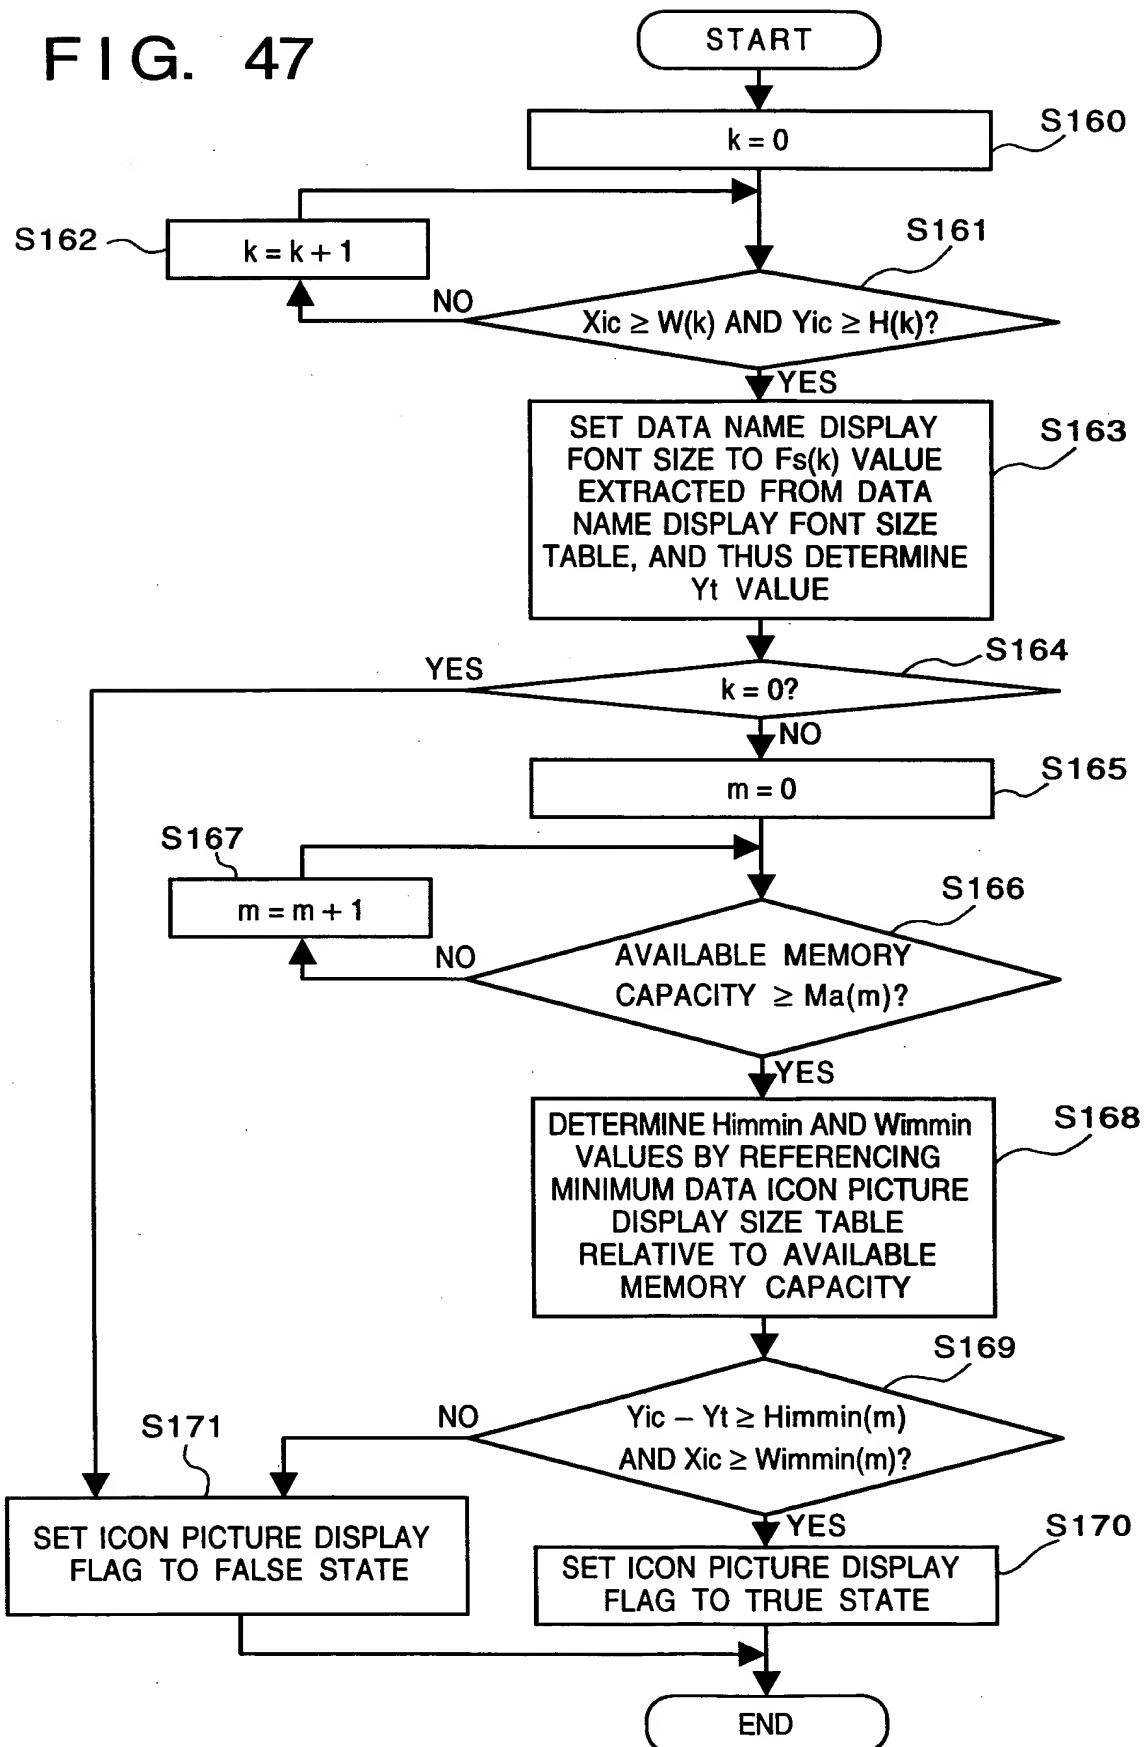 FIG. 47
START
S160
k = 0
S162
k = k + 1
S161
NO
Xic ≥ W(k) AND Yic ≥ H(k)?
YES
S163
SET DATA NAME DISPLAY
FONT SIZE TO Fs(k) VALUE
EXTRACTED FROM DATA
NAME DISPLAY FONT SIZE
TABLE, AND THUS DETERMINE
Yt VALUE
S164
YES
k = 0?
NO
S165
m = 0
S167
m = m + 1
S166
NO
AVAILABLE MEMORY
CAPACITY ≥ Ma(m)?
YES
S168
DETERMINE Himmin AND Wimmin
VALUES BY REFERENCING
MINIMUM DATA ICON PICTURE
DISPLAY SIZE TABLE
RELATIVE TO AVAILABLE
MEMORY CAPACITY
S169
NO
Yic – Yt ≥ Himmin(m)
AND Xic ≥ Wimmin(m)?
S171
YES
S170
SET ICON PICTURE DISPLAY
FLAG TO FALSE STATE
SET ICON PICTURE DISPLAY
FLAG TO TRUE STATE
END